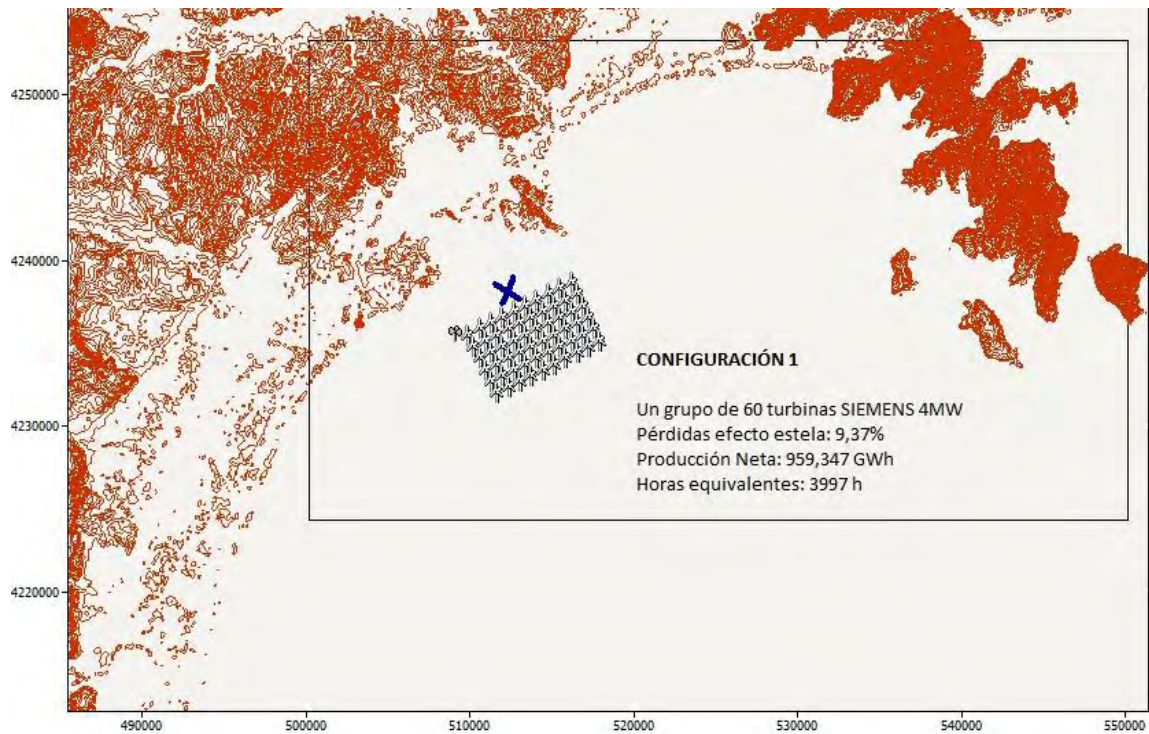 4250000
4240000
CONFIGURACIÓN 1
Un grupo de 60 turbinas SIEMENS 4MW
Pérdidas efecto estela: 9,37%
4230000
Producción Neta: 959,347 GWh
Horas equivalentes: 3997 h
4220000
490000 500000 510000 520000 530000 540000 550000